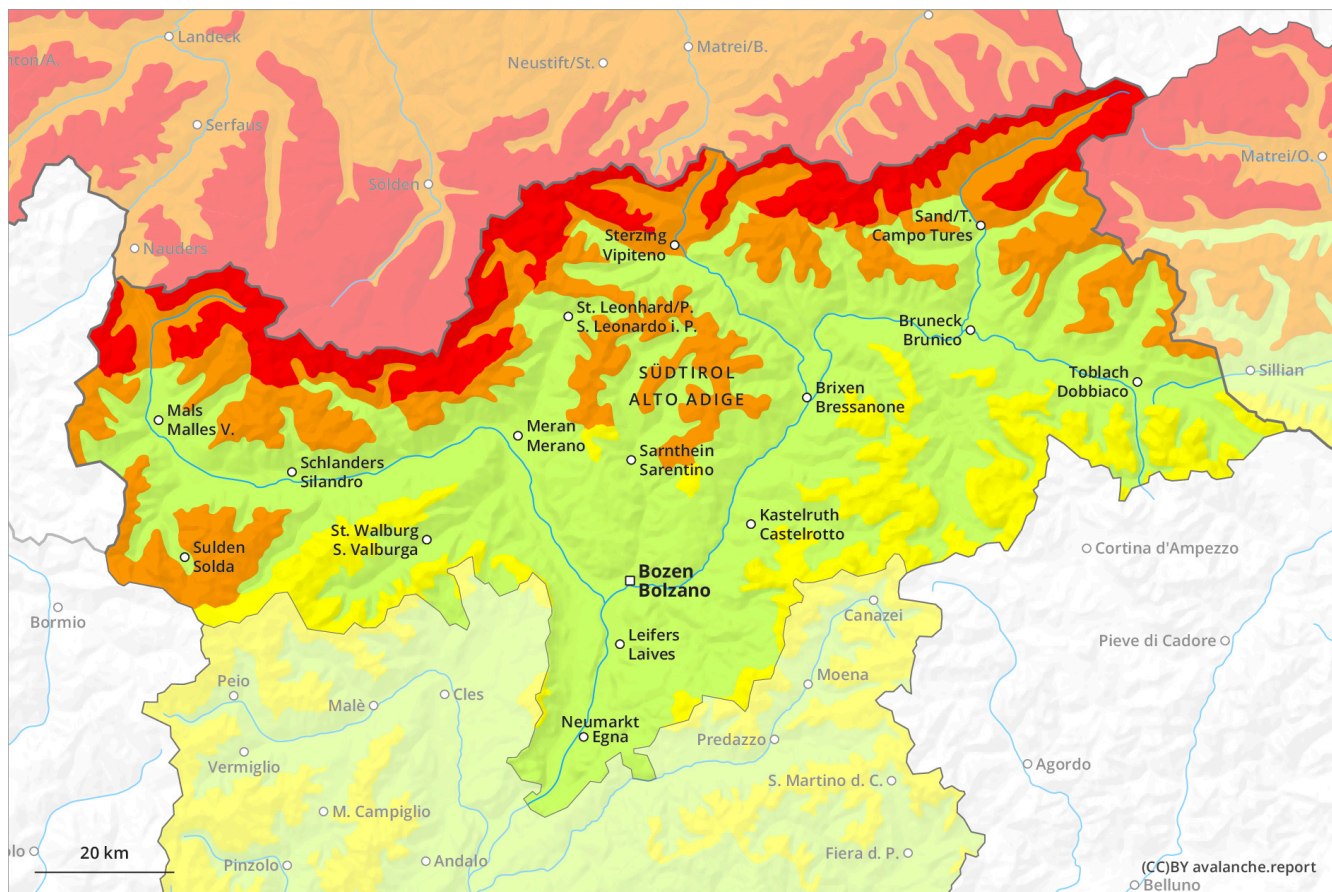 Landeck
Matrei/B.
Neustift/St.
nton/A.
Serfaus
Matrei/O.
Sölden
Sand/T.
Campo Tures
Sterzing
Vipiteno
Nauders
St. Leonhard/P.
S. Leonardo i. P.
Bruneck
Brunico
SÜDTIROL
ALTO ADIGE
Toblach
Dobbiaco
Sillian
Brixen
Bressanone
Mals
Malles V.
Meran
Merano
Sarnthein
Sarentino
Schlanders
Silandro
Kastelruth
Castelrotto
St. Walburg
S. Valburga
Sulden
Solda
Cortina d'Ampezzo
Bozen
Bolzano
Bormio
Canazei
Leifers
Laives
Pieve di Cadore
Peio
Moena
Cles
Malè
Neumarkt
Egna
Predazzo
Vermiglio
Agordo
S. Martino d. C.
M. Campiglio
lo
20 km
Fiera d. P.
Pinzolo
Andalo
(CC)BY avalanche.report
Belluno